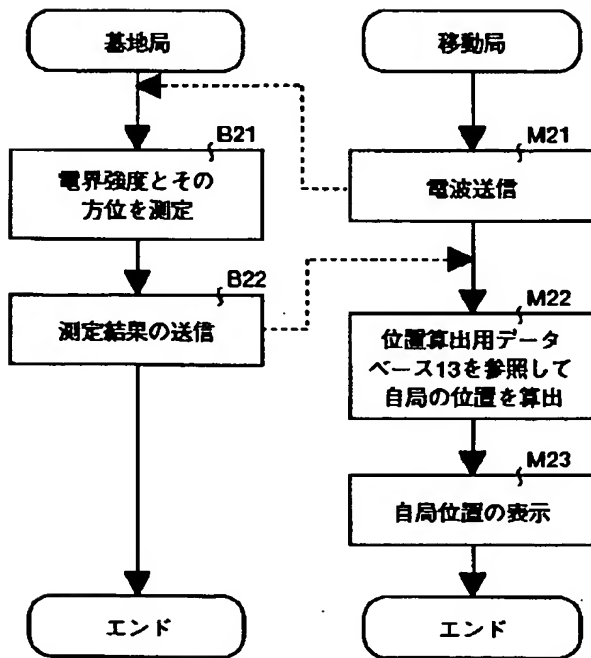 基地局
B21
電界強度とその
方位を測定
B22
測定結果の送信
エンド
移動局
M21
電波送信
M22
位置算出用データ
ベース13を参照して
自局の位置を算出
M23
自局位置の表示
エンド